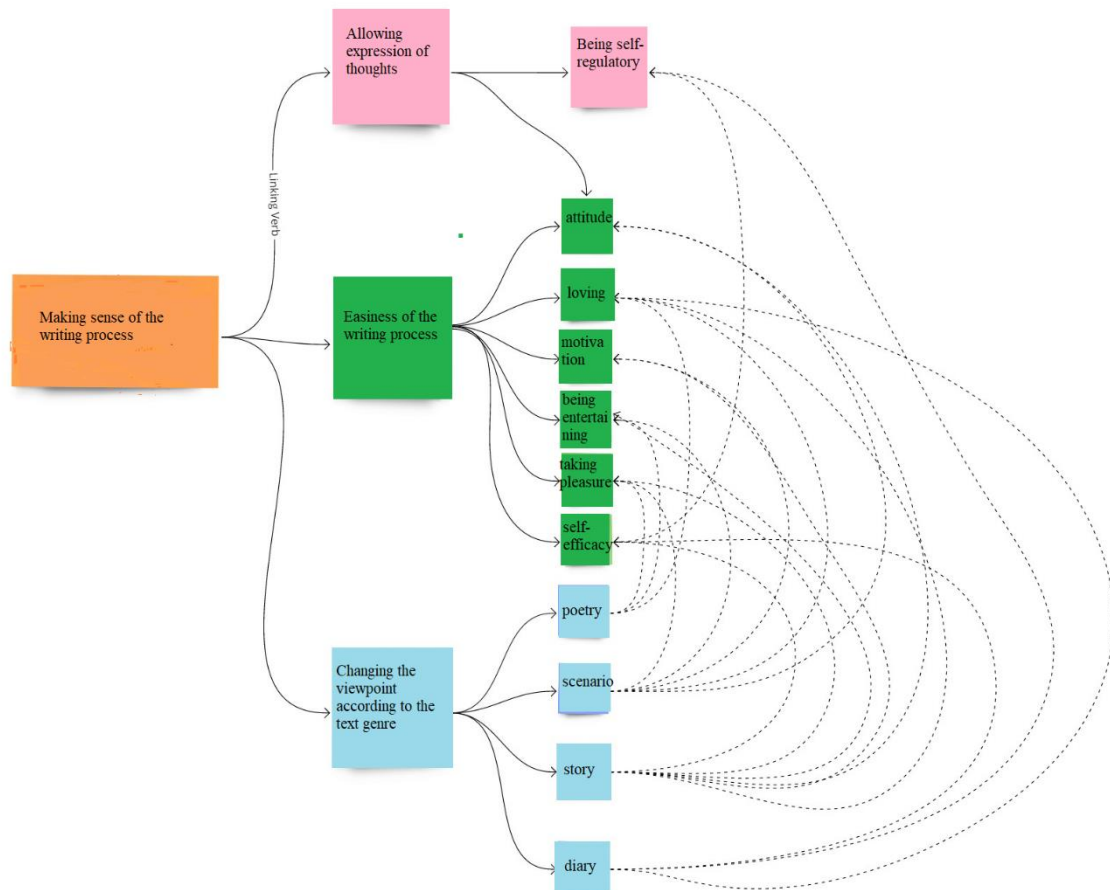 Allowing
expression of
thoughts
Being self-
regulatory
Linking Verb
attitude
loving
Making sense of the
writing process
Easiness of the
writing process
motiva
tion
being
entertai
ning
taking
pleasure
self-
efficacy
poetry
Changing the
viewpoint
according to the
text genre
scenario
story
diary